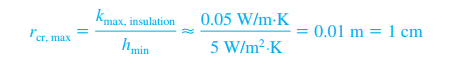 r_cr, max = k_max, insulation / h_min ≈ 0.05 W/m·K / 5 W/m²·K = 0.01 m = 1 cm